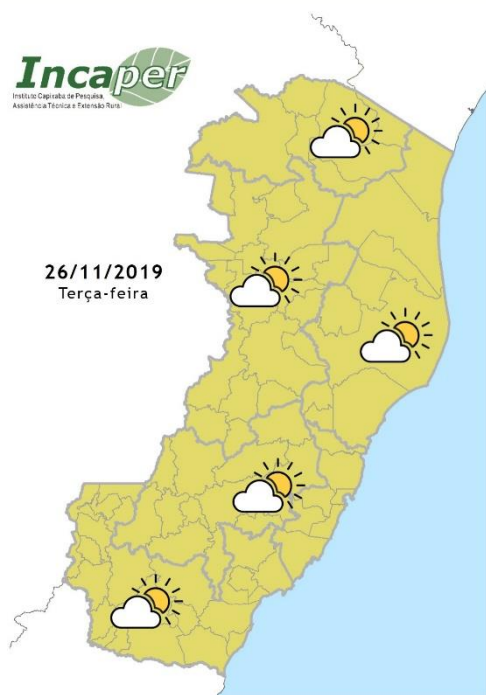 Incaper
Instituto Capixaba de Pesquisa,
Assistência Técnica e Extensão Rural
26/11/2019
Terça-feira